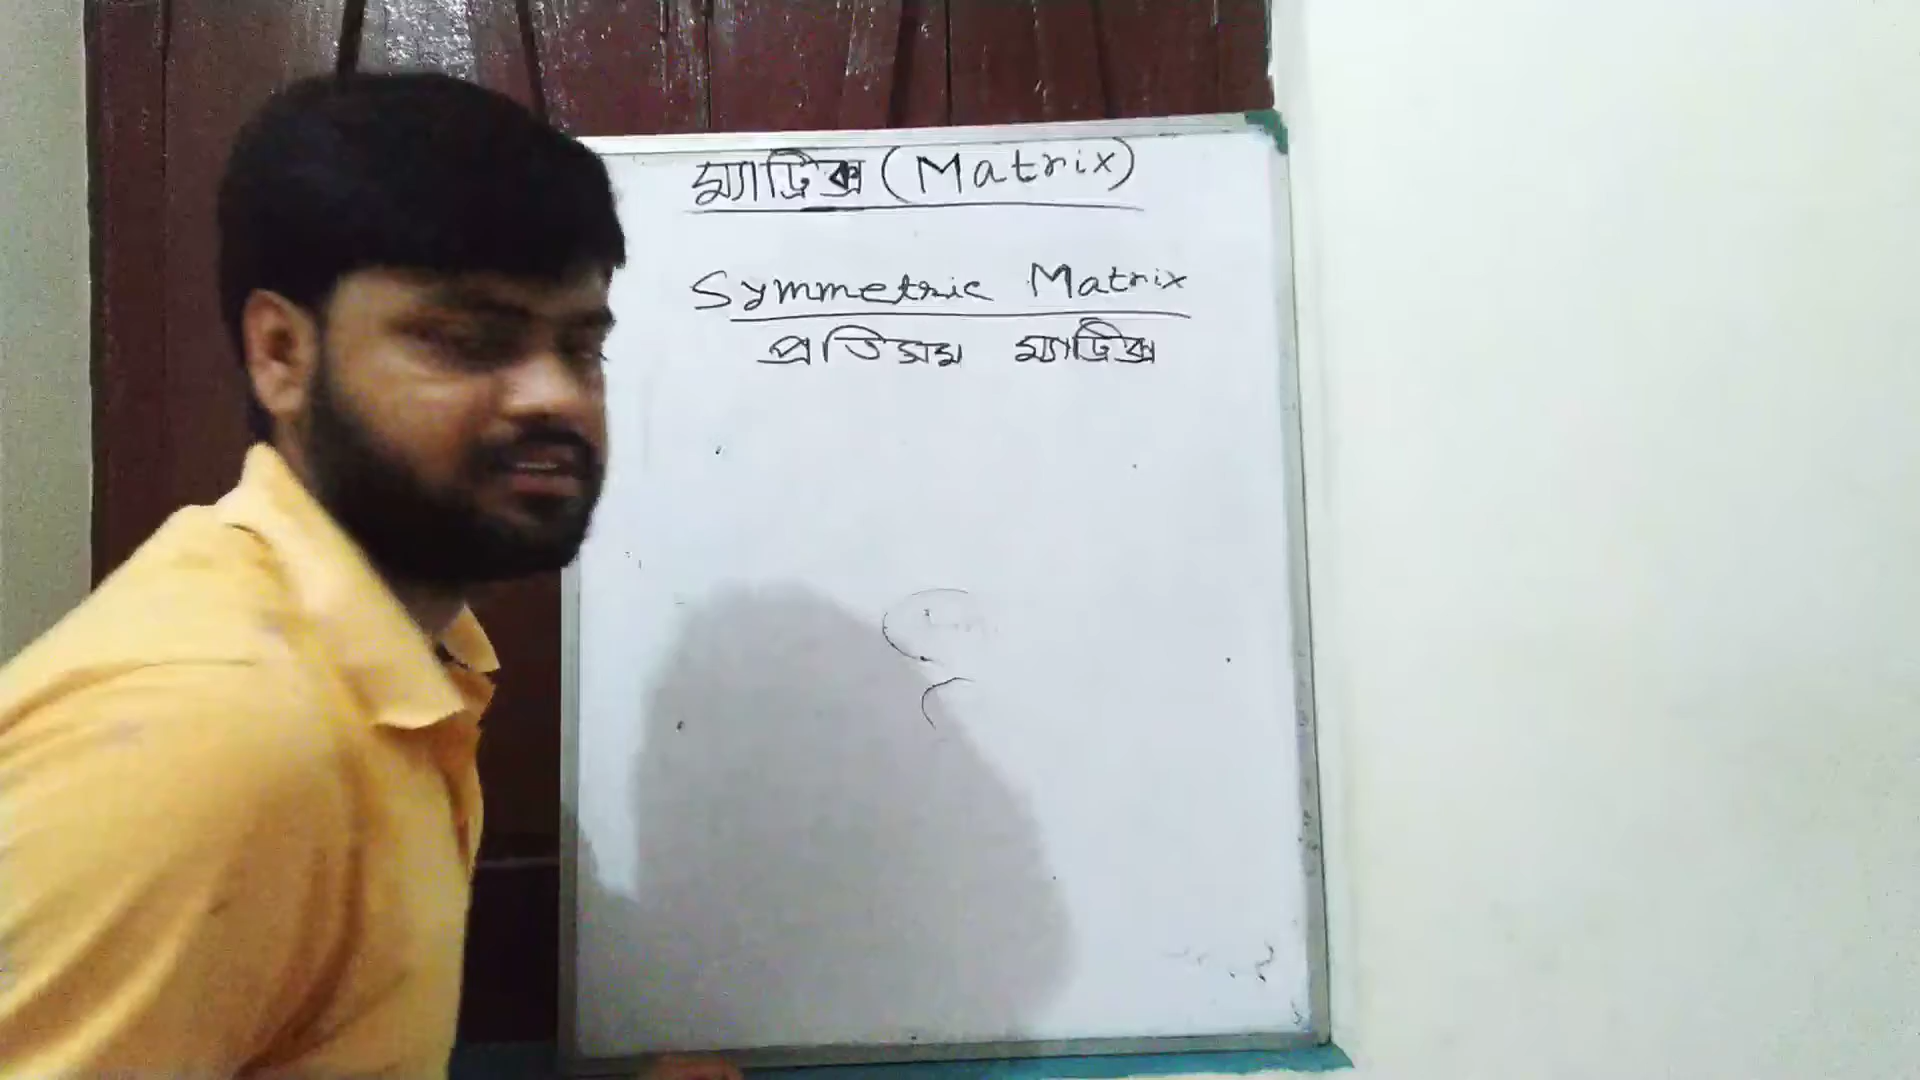 ম্যাট্রিক্স (Matrix)
Symmetric Matrix
প্রতিসম ম্যাট্রিক্স